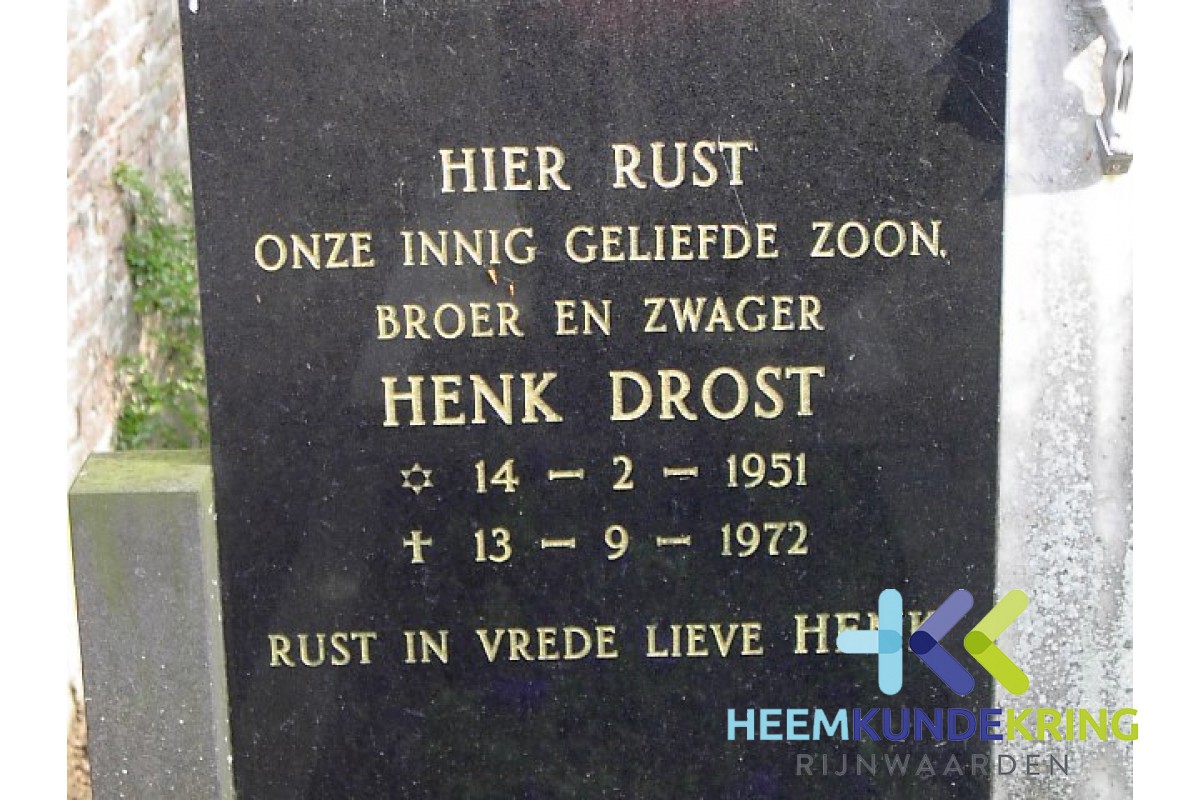 HIER RUST
ONZE INNIG GELIEFDE ZOON,
BROER EN ZWAGER
HENK DROST
✡ 14 – 2 – 1951
✝ 13 – 9 – 1972
RUST IN VREDE LIEVE HENK
HEEMKUNDEKRING
RIJNWAARDEN